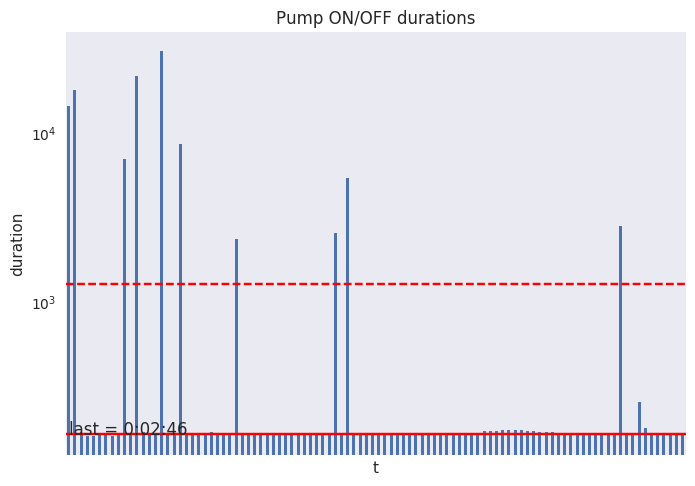 Pump ON/OFF durations
duration
10⁴
10³
last = 0:02:46
t